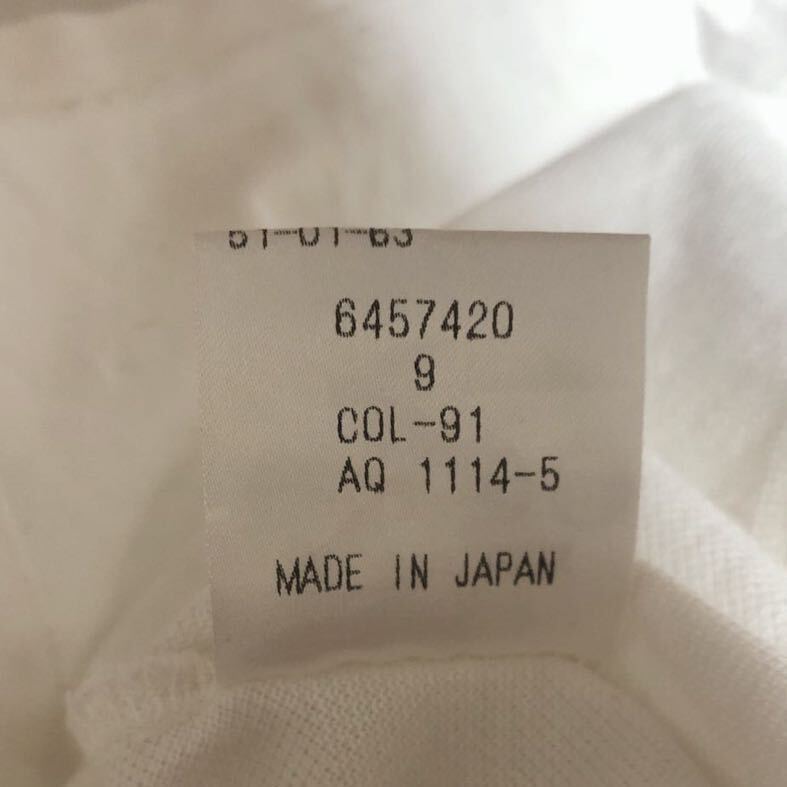 6457420
9
COL-91
AQ 1114-5
MADE IN JAPAN